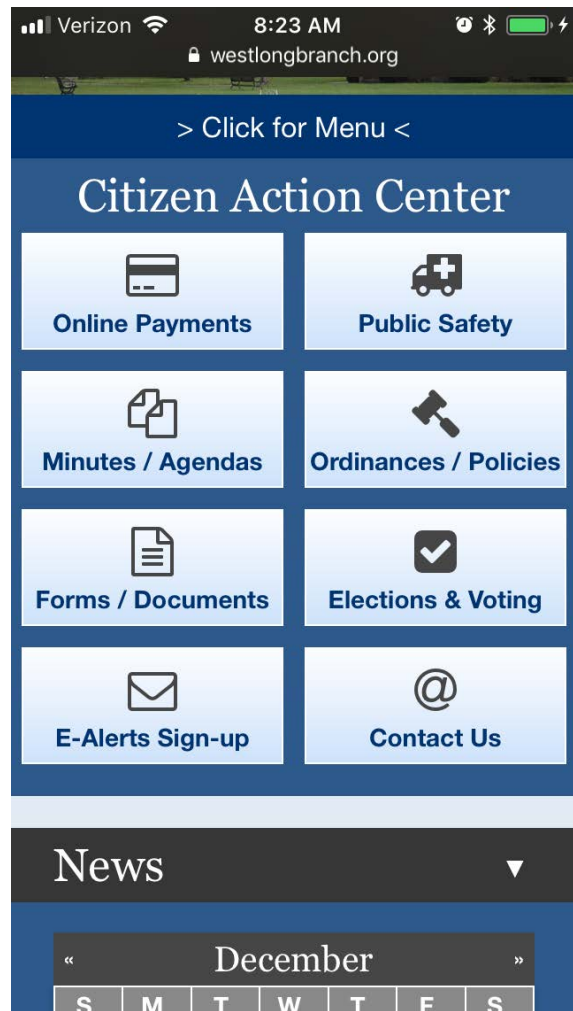 Verizon 8:23 AM
westlongbranch.org
> Click for Menu <
Citizen Action Center
Online Payments Public Safety
Minutes / Agendas Ordinances / Policies
Forms / Documents Elections & Voting
@
E-Alerts Sign-up Contact Us
News ▼
« December »
S M T W T F S